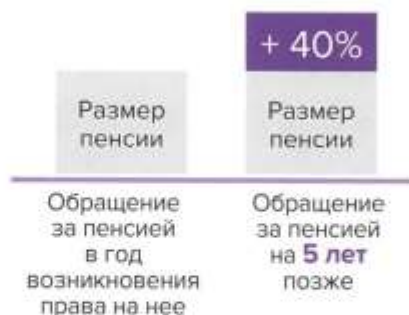 + 40%
Размер
пенсии
Размер
пенсии
Обращение
за пенсией
в год
возникновения
права на нее
Обращение
за пенсией
на 5 лет
позже